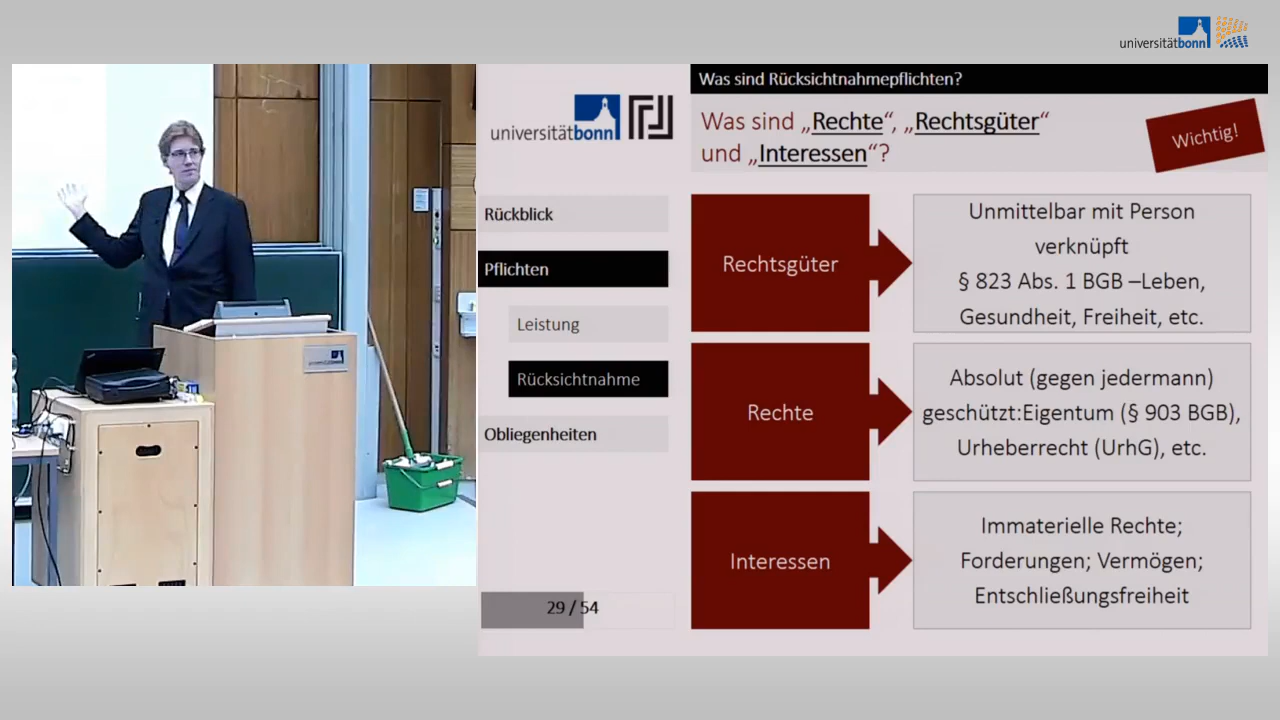 universitätbonn
Was sind Rücksichtnahmepflichten?
universitätbonn
Was sind „Rechte“, „Rechtsgüter“
und „Interessen“?
Wichtig!
Rückblick
Pflichten
Leistung
Rücksichtnahme
Obliegenheiten
29 / 54
Rechtsgüter
Unmittelbar mit Person
verknüpft
§ 823 Abs. 1 BGB –Leben,
Gesundheit, Freiheit, etc.
Rechte
Absolut (gegen jedermann)
geschützt:Eigentum (§ 903 BGB),
Urheberrecht (UrhG), etc.
Interessen
Immaterielle Rechte;
Forderungen; Vermögen;
Entschließungsfreiheit
universitätbonn